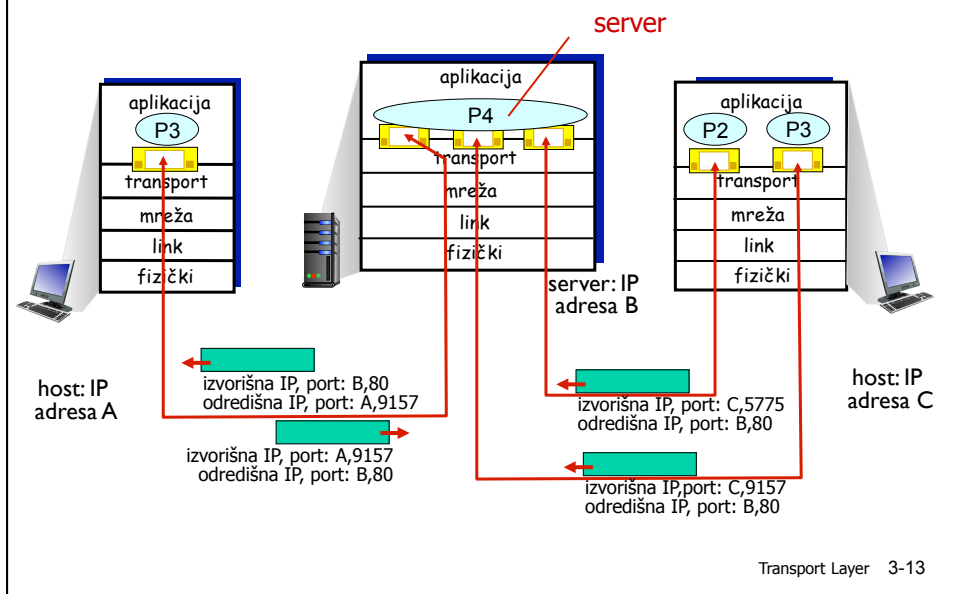 server
aplikacija
P3
transport
mreža
link
fizički
aplikacija
P4
transport
mreža
link
fizički
aplikacija
P2
P3
transport
mreža
link
fizički
server: IP
adresa B
host: IP
adresa A
host: IP
adresa C
izvorišna IP, port: B,80
odredišna IP, port: A,9157
izvorišna IP, port: A,9157
odredišna IP, port: B,80
izvorišna IP, port: C,5775
odredišna IP, port: B,80
izvorišna IP,port: C,9157
odredišna IP, port: B,80
Transport Layer 3-13